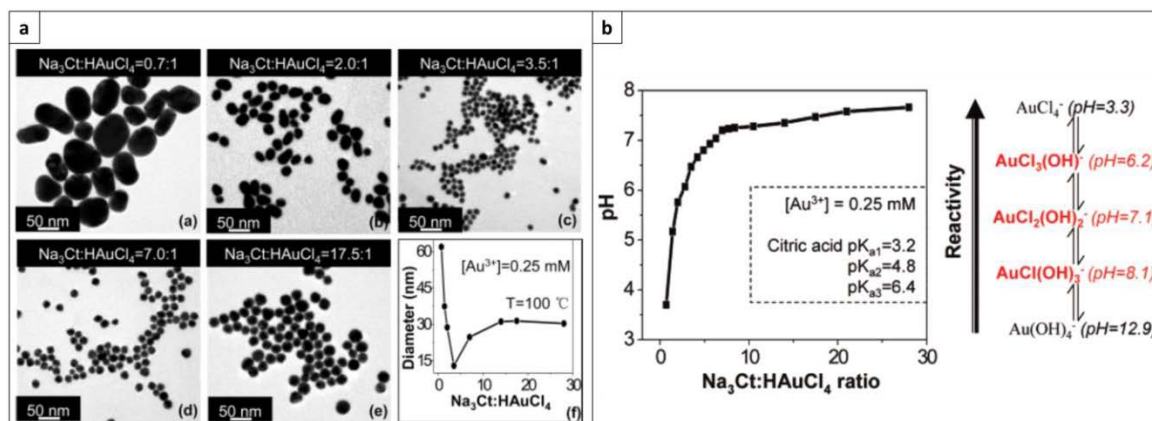 a
Na₃Ct:HAuCl₄=0.7:1
50 nm
(a)
Na₃Ct:HAuCl₄=2.0:1
50 nm
(b)
Na₃Ct:HAuCl₄=3.5:1
50 nm
(c)
Na₃Ct:HAuCl₄=7.0:1
50 nm
(d)
Na₃Ct:HAuCl₄=17.5:1
50 nm
(e)
Diameter (nm)
60
45
30
15
[Au³⁺]=0.25 mM
T=100 ℃
0 10 20 30
Na₃Ct:HAuCl₄
(f)
b
pH
8
7
6
5
4
3
[Au³⁺] = 0.25 mM
Citric acid pKₐ₁=3.2
pKₐ₂=4.8
pKₐ₃=6.4
0 5 10 15 20 25 30
Na₃Ct:HAuCl₄ ratio
Reactivity
AuCl₄⁻ (pH=3.3)
AuCl₃(OH)⁻ (pH=6.2)
AuCl₂(OH)₂⁻ (pH=7.1)
AuCl(OH)₃⁻ (pH=8.1)
Au(OH)₄⁻ (pH=12.9)